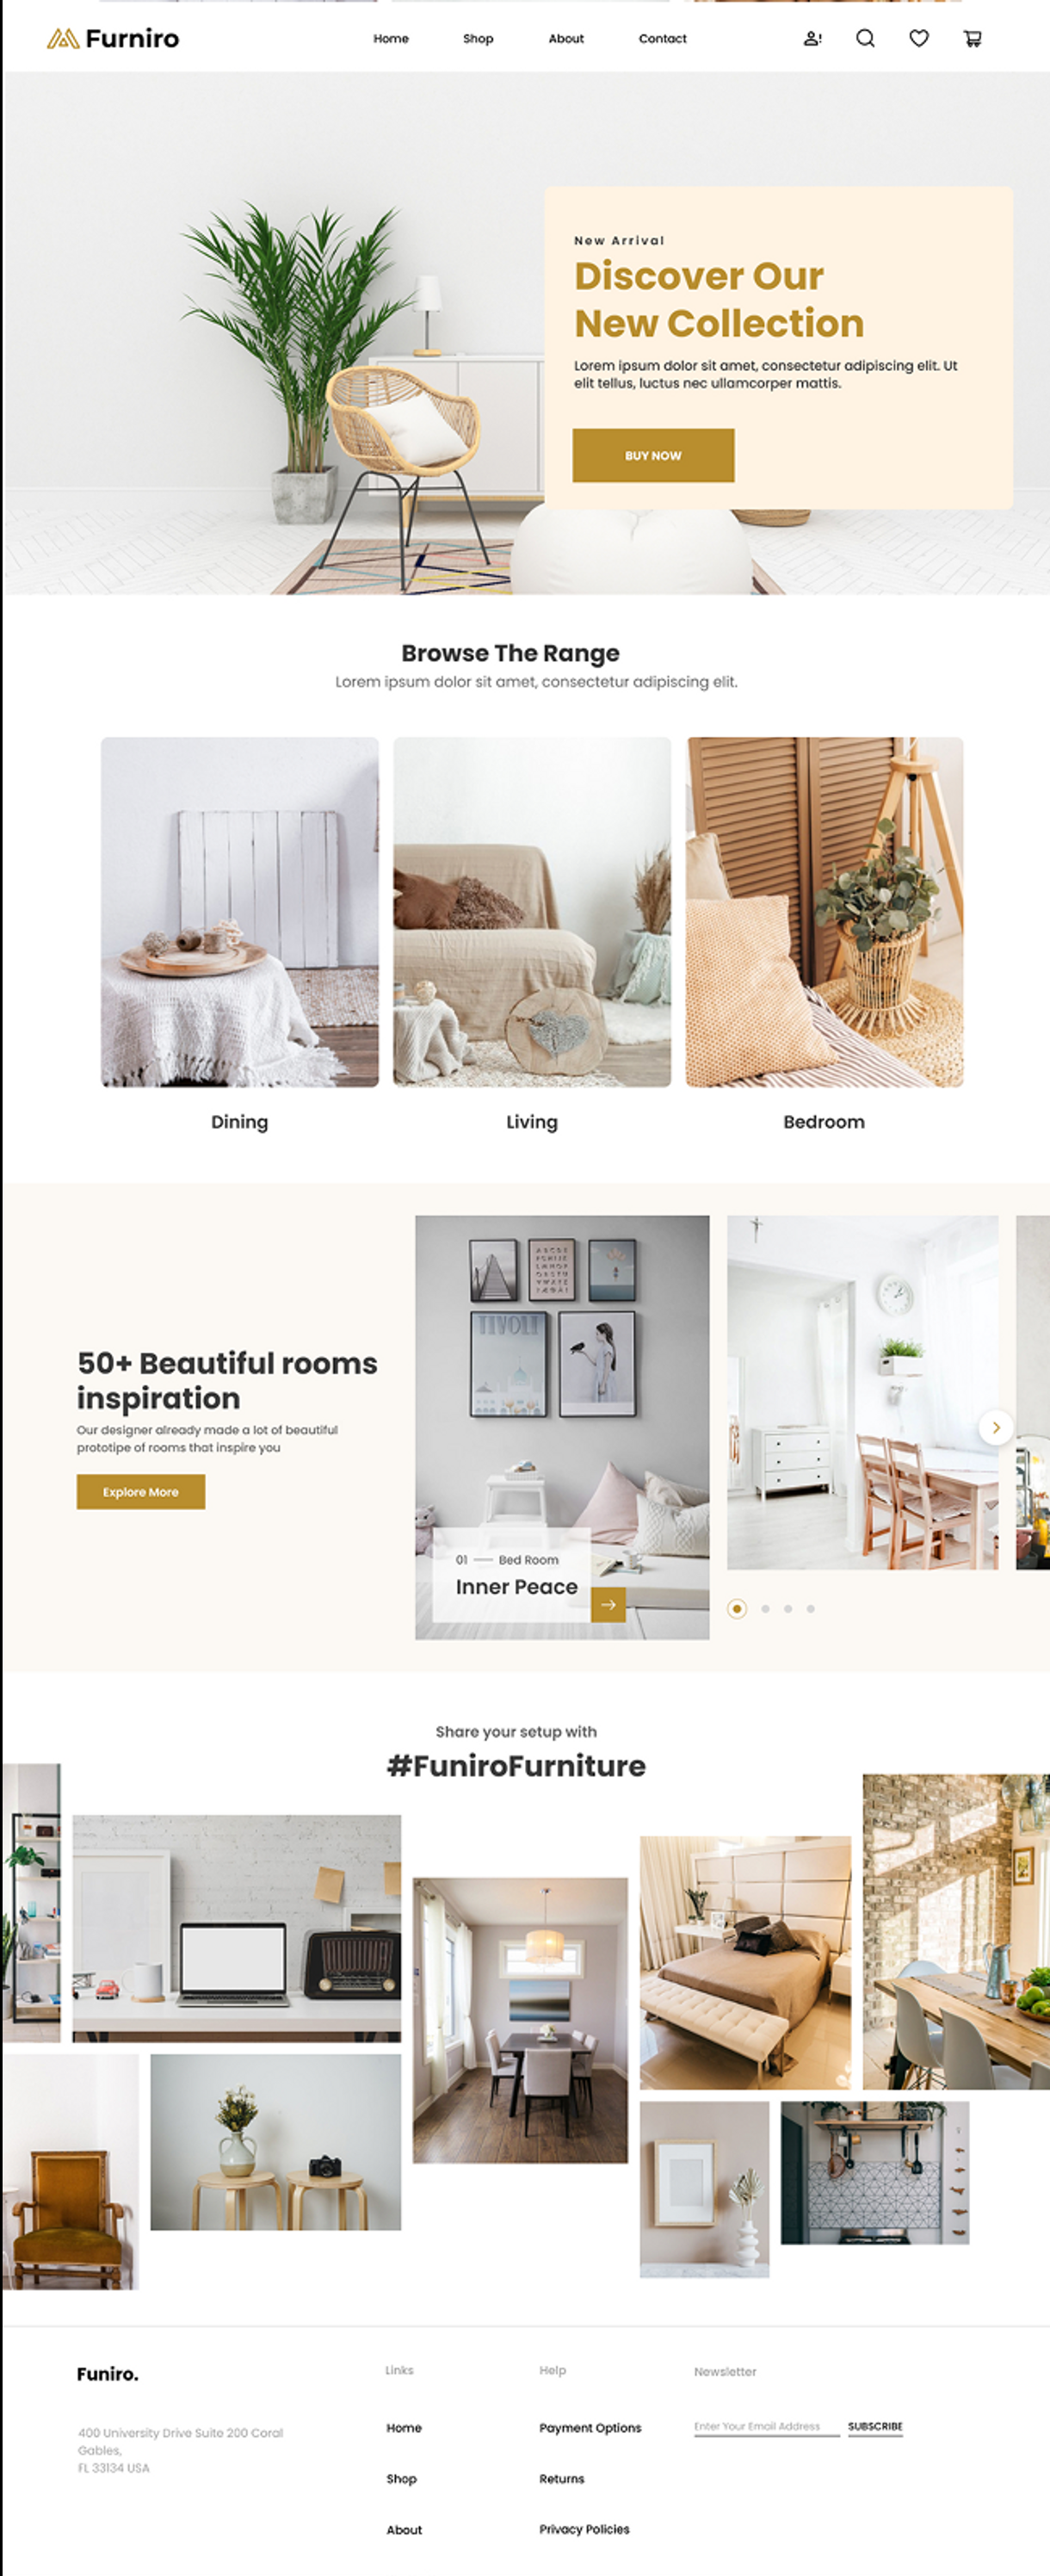 Furniro
Home Shop About Contact
New Arrival
Discover Our
New Collection
Lorem ipsum dolor sit amet, consectetur adipiscing elit. Ut
elit tellus, luctus nec ullamcorper mattis.
BUY NOW
Browse The Range
Lorem ipsum dolor sit amet, consectetur adipiscing elit.
Dining Living Bedroom
50+ Beautiful rooms
inspiration
Our designer already made a lot of beautiful
prototipe of rooms that inspire you
Explore More
TIVOLI
01 Bed Room
Inner Peace
Share your setup with
#FuniroFurniture
Funiro.
400 University Drive Suite 200 Coral
Gables,
FL 33134 USA
Links
Home
Shop
About
Help
Payment Options
Returns
Privacy Policies
Newsletter
Enter Your Email Address SUBSCRIBE